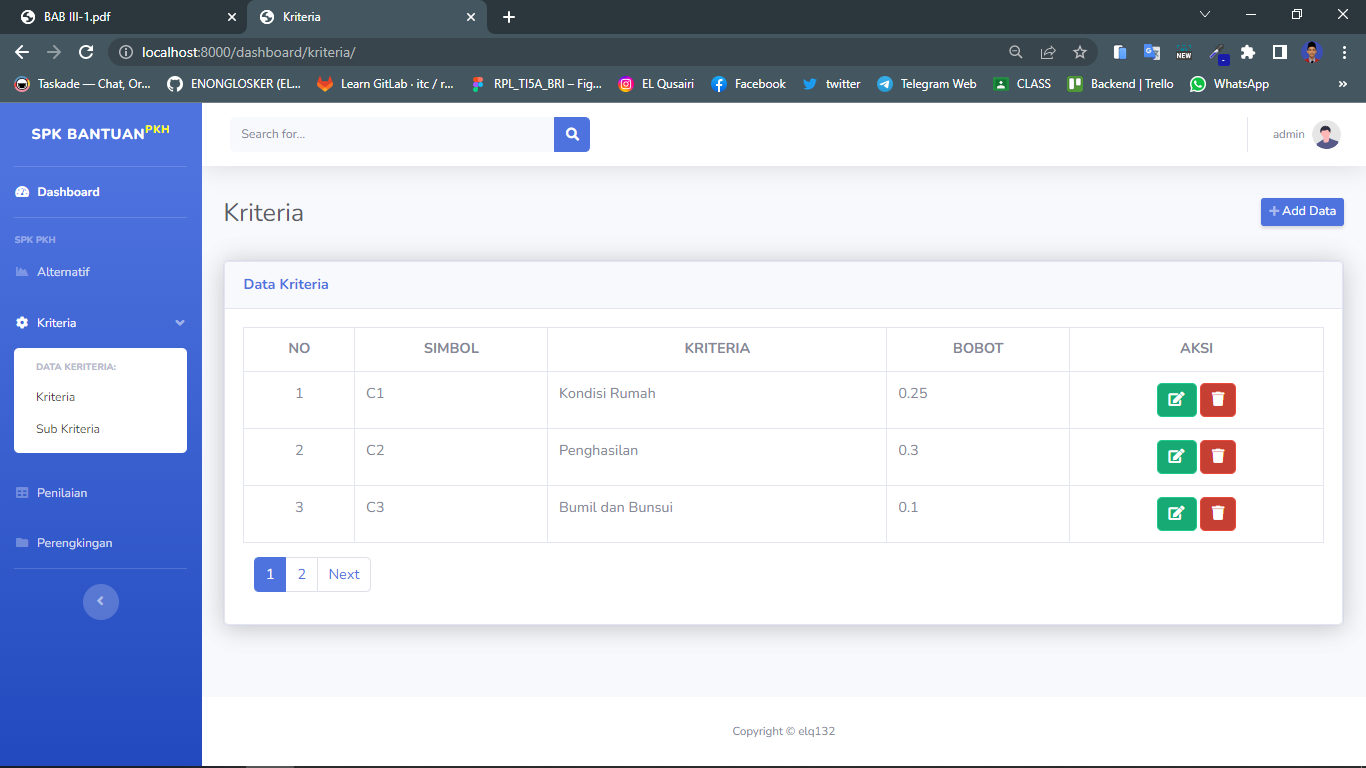 BAB III-1.pdf
Kriteria
localhost:8000/dashboard/kriteria/
NEW
Taskade — Chat, Or...
ENONGLOSKER (EL...
Learn GitLab · itc / r...
RPL_TI5A_BRI – Fig...
EL Qusairi
Facebook
twitter
Telegram Web
CLASS
Backend | Trello
WhatsApp
»
SPK BANTUAN PKH
Search for...
admin
Dashboard
SPK PKH
Alternatif
Kriteria
DATA KERITERIA:
Kriteria
Sub Kriteria
Penilaian
Perengkingan
Kriteria
+ Add Data
Data Kriteria
NO SIMBOL KRITERIA BOBOT AKSI
1 C1 Kondisi Rumah 0.25
2 C2 Penghasilan 0.3
3 C3 Bumil dan Bunsui 0.1
1 2 Next
Copyright © elq132